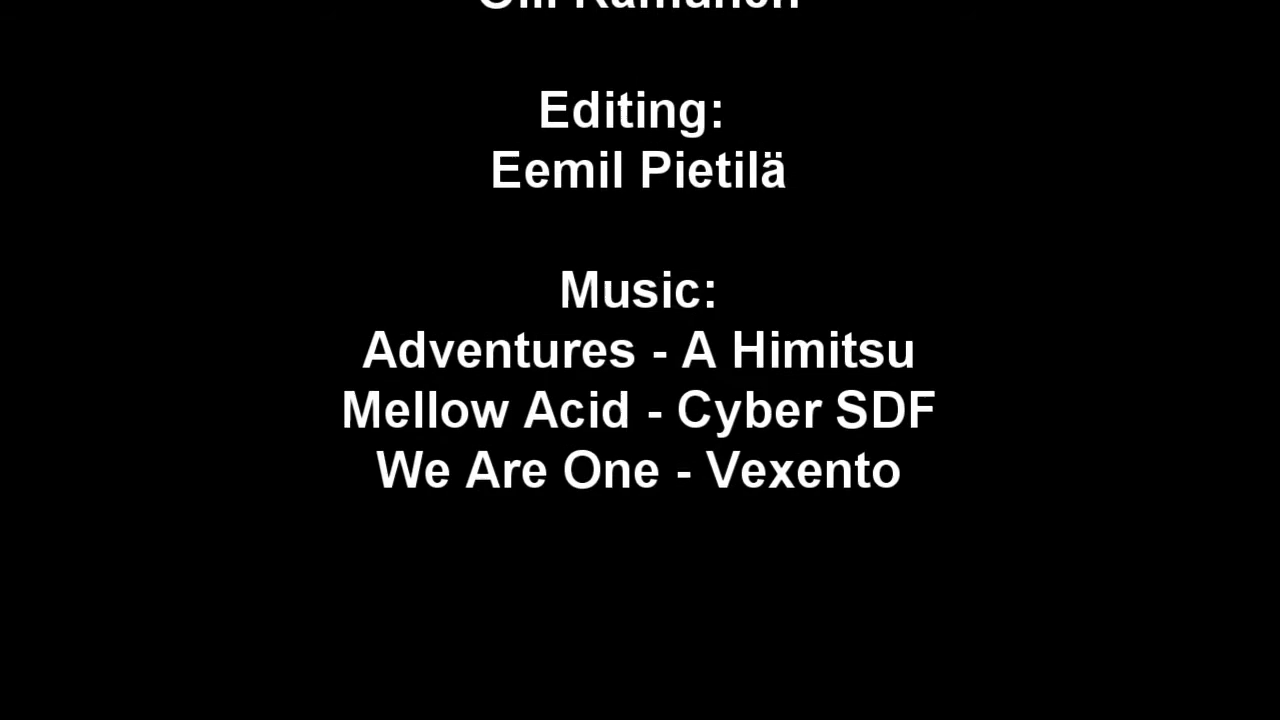 Editing:
Eemil Pietilä
Music:
Adventures - A Himitsu
Mellow Acid - Cyber SDF
We Are One - Vexento